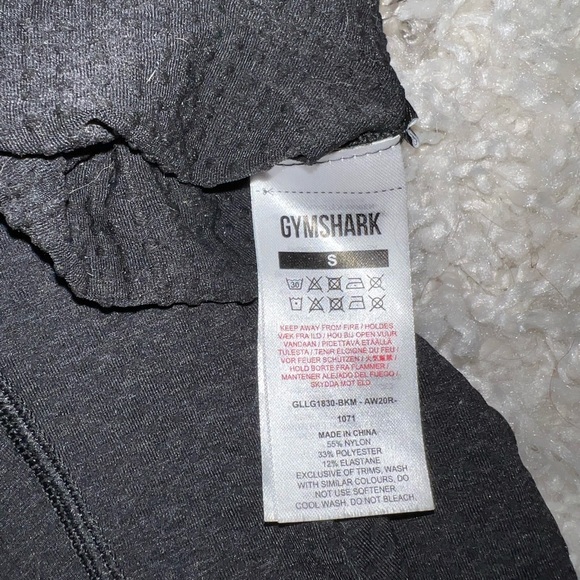 GYMSHARK
S
30
KEEP AWAY FROM FIRE / HOLDES
VÆK FRA ILD / HOU BIJ OPEN VUUR
VANDAAN / PIDETTÄVÄ ETÄÄLLÄ
TULESTA / TENIR ÉLOIGNÉ DU FEU /
VOR FEUER SCHÜTZEN /
HOLD BORTE FRA FLAMMER /
MANTENER ALEJADO DEL FUEGO /
SKYDDA MOT ELD
GLLG1830-BKM - AW20R-
1071
MADE IN CHINA
55% NYLON
33% POLYESTER
12% ELASTANE
EXCLUSIVE OF TRIMS, WASH
WITH SIMILAR COLOURS, DO
NOT USE SOFTENER.
COOL WASH. DO NOT BLEACH.